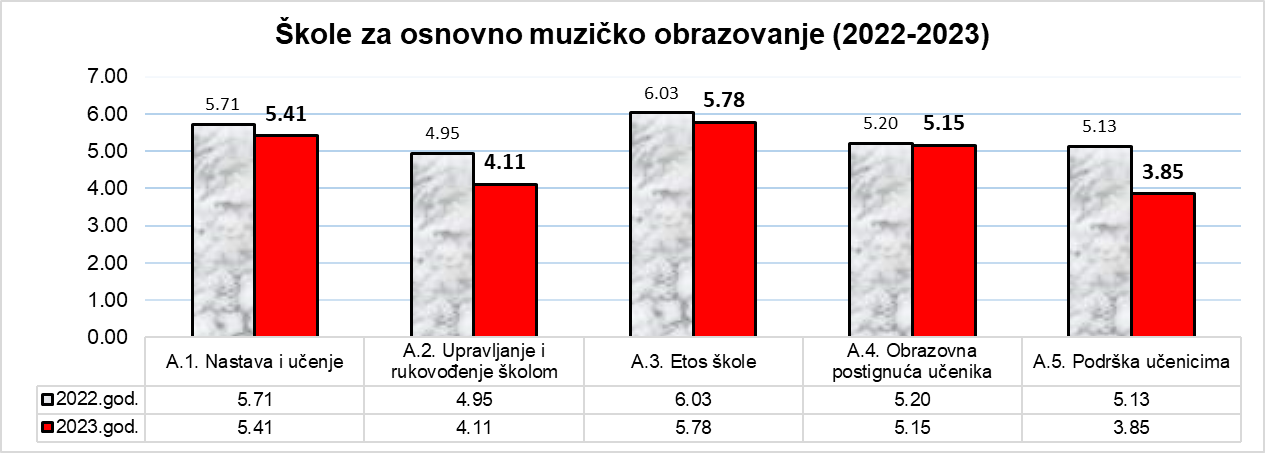 Škole za osnovno muzičko obrazovanje (2022-2023)
7.00
6.00
5.00
4.00
3.00
2.00
1.00
0.00
5.71
5.41
4.95
4.11
6.03
5.78
5.20
5.15
5.13
3.85
A.1. Nastava i učenje
A.2. Upravljanje i
rukovođenje školom
A.3. Etos škole
A.4. Obrazovna
postignuća učenika
A.5. Podrška učenicima
2022.god. 5.71 4.95 6.03 5.20 5.13
2023.god. 5.41 4.11 5.78 5.15 3.85